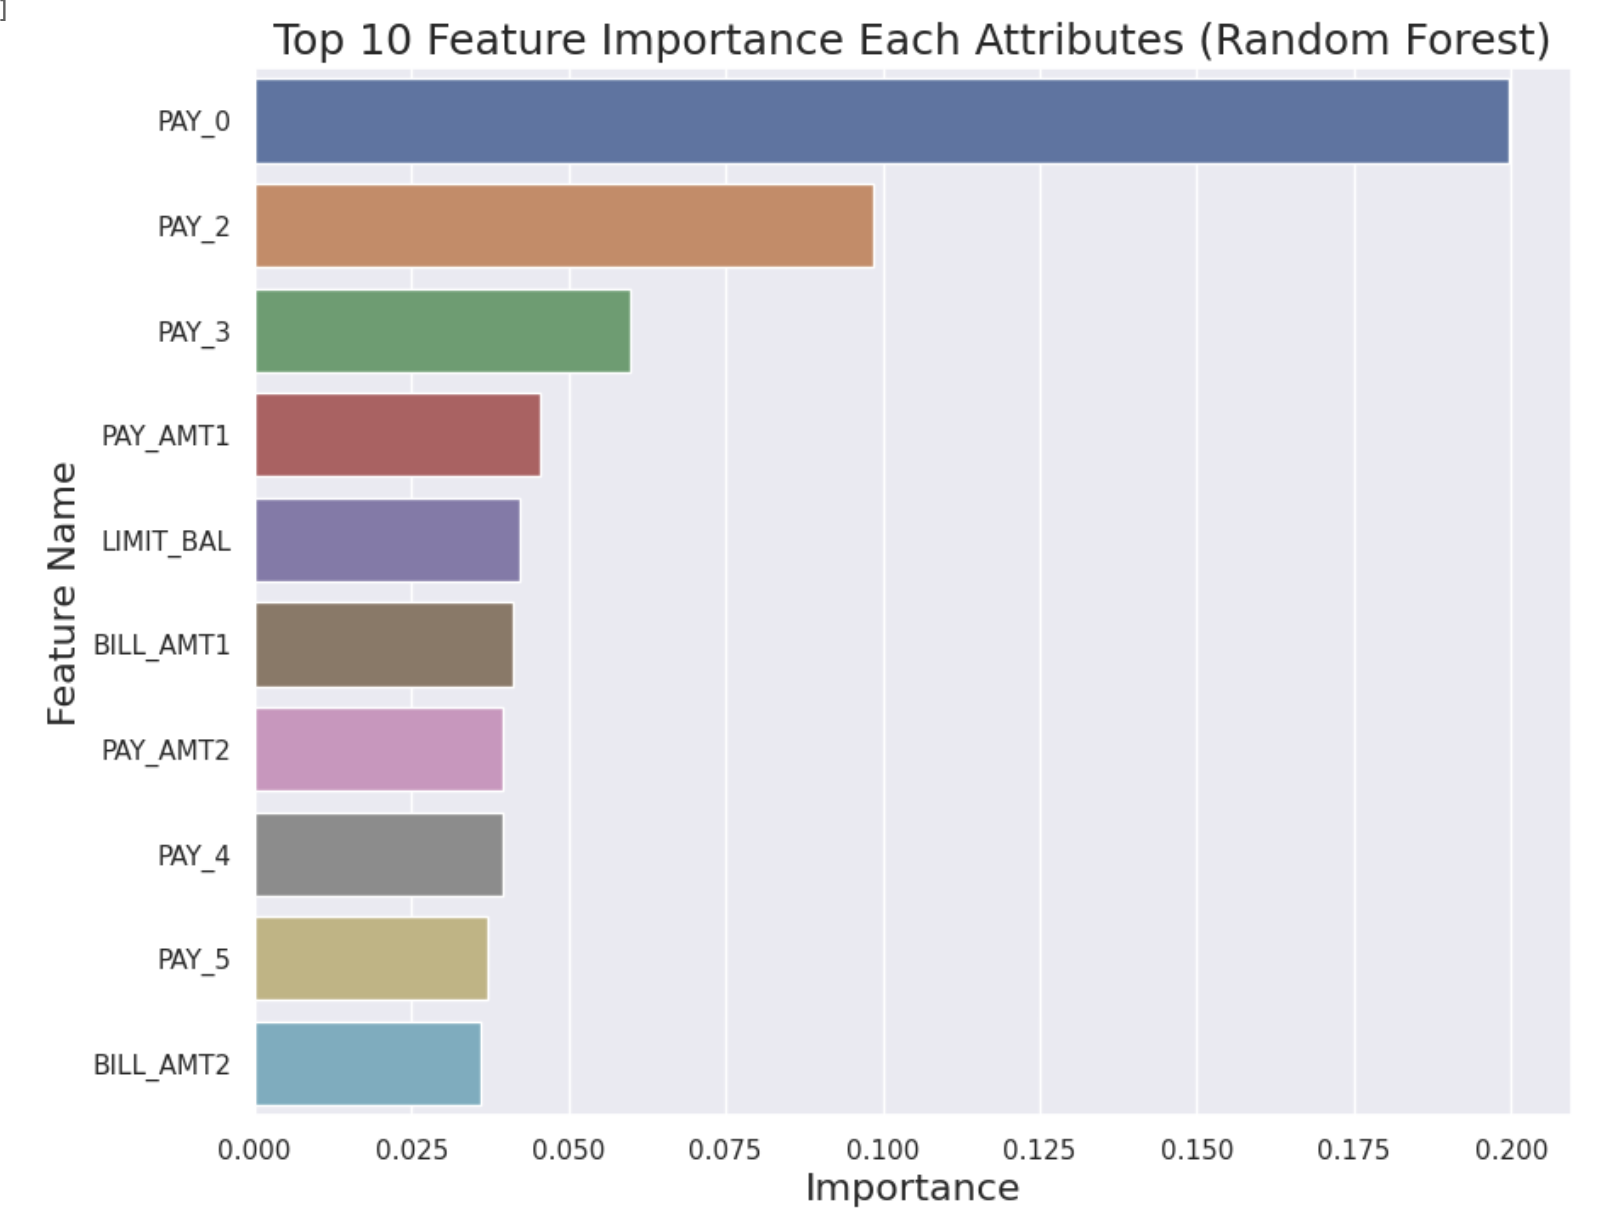 ]
Top 10 Feature Importance Each Attributes (Random Forest)
Feature Name
PAY_0
PAY_2
PAY_3
PAY_AMT1
LIMIT_BAL
BILL_AMT1
PAY_AMT2
PAY_4
PAY_5
BILL_AMT2
0.000 0.025 0.050 0.075 0.100 0.125 0.150 0.175 0.200
Importance